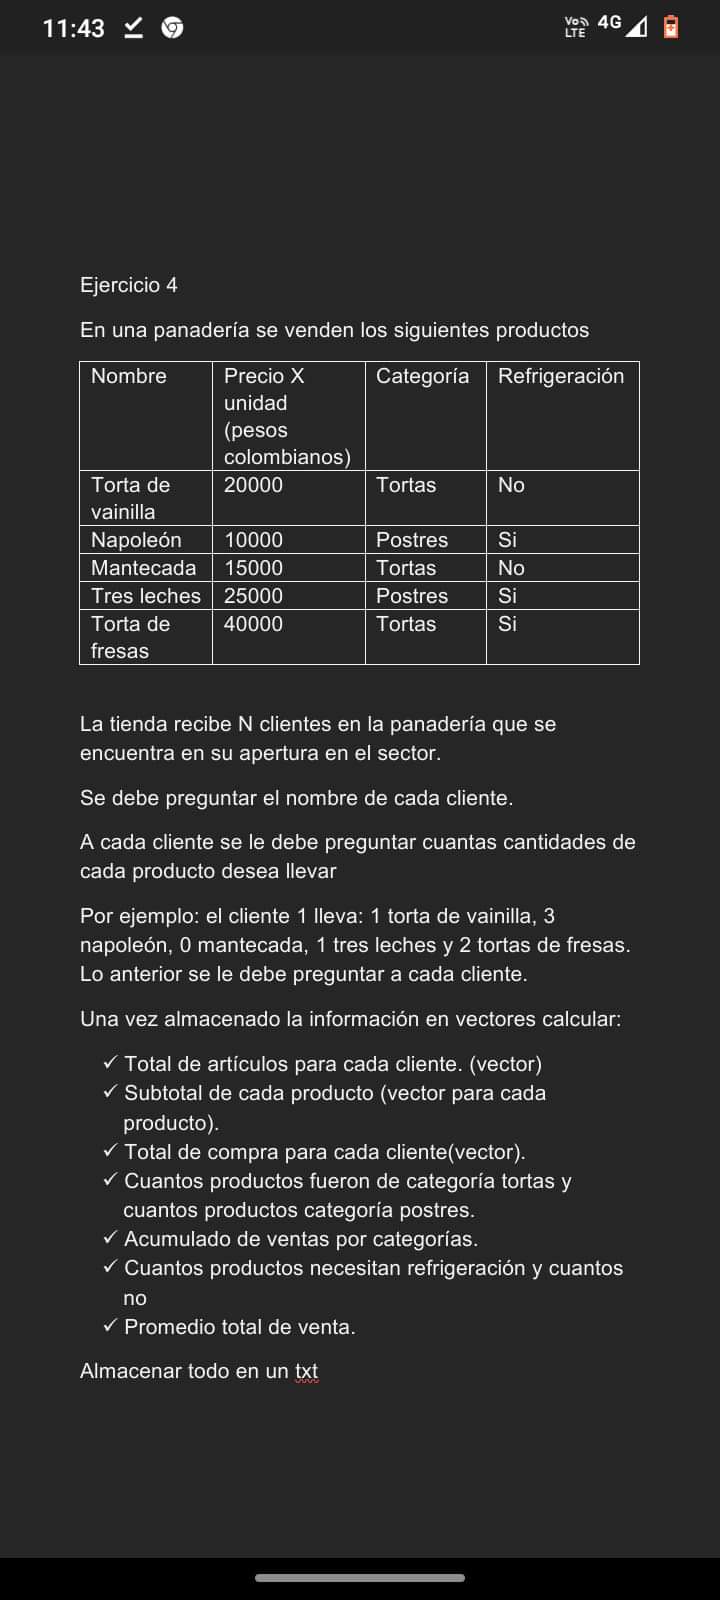 11:43
Vo)) LTE 4G
Ejercicio 4
En una panadería se venden los siguientes productos
Nombre Precio X unidad (pesos colombianos) Categoría Refrigeración
Torta de vainilla 20000 Tortas No
Napoleón 10000 Postres Si
Mantecada 15000 Tortas No
Tres leches 25000 Postres Si
Torta de fresas 40000 Tortas Si
La tienda recibe N clientes en la panadería que se
encuentra en su apertura en el sector.
Se debe preguntar el nombre de cada cliente.
A cada cliente se le debe preguntar cuantas cantidades de
cada producto desea llevar
Por ejemplo: el cliente 1 lleva: 1 torta de vainilla, 3
napoleón, 0 mantecada, 1 tres leches y 2 tortas de fresas.
Lo anterior se le debe preguntar a cada cliente.
Una vez almacenado la información en vectores calcular:
✓ Total de artículos para cada cliente. (vector)
✓ Subtotal de cada producto (vector para cada
producto).
✓ Total de compra para cada cliente(vector).
✓ Cuantos productos fueron de categoría tortas y
cuantos productos categoría postres.
✓ Acumulado de ventas por categorías.
✓ Cuantos productos necesitan refrigeración y cuantos
no
✓ Promedio total de venta.
Almacenar todo en un txt